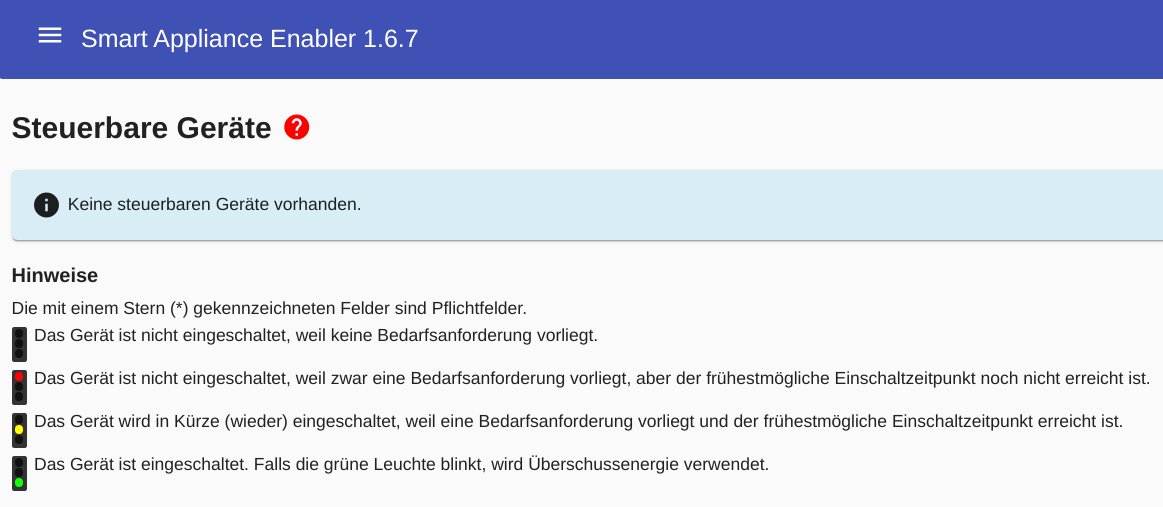 Smart Appliance Enabler 1.6.7
Steuerbare Geräte ?
Keine steuerbaren Geräte vorhanden.
Hinweise
Die mit einem Stern (*) gekennzeichneten Felder sind Pflichtfelder.
Das Gerät ist nicht eingeschaltet, weil keine Bedarfsanforderung vorliegt.
Das Gerät ist nicht eingeschaltet, weil zwar eine Bedarfsanforderung vorliegt, aber der frühestmögliche Einschaltzeitpunkt noch nicht erreicht ist.
Das Gerät wird in Kürze (wieder) eingeschaltet, weil eine Bedarfsanforderung vorliegt und der frühestmögliche Einschaltzeitpunkt erreicht ist.
Das Gerät ist eingeschaltet. Falls die grüne Leuchte blinkt, wird Überschussenergie verwendet.